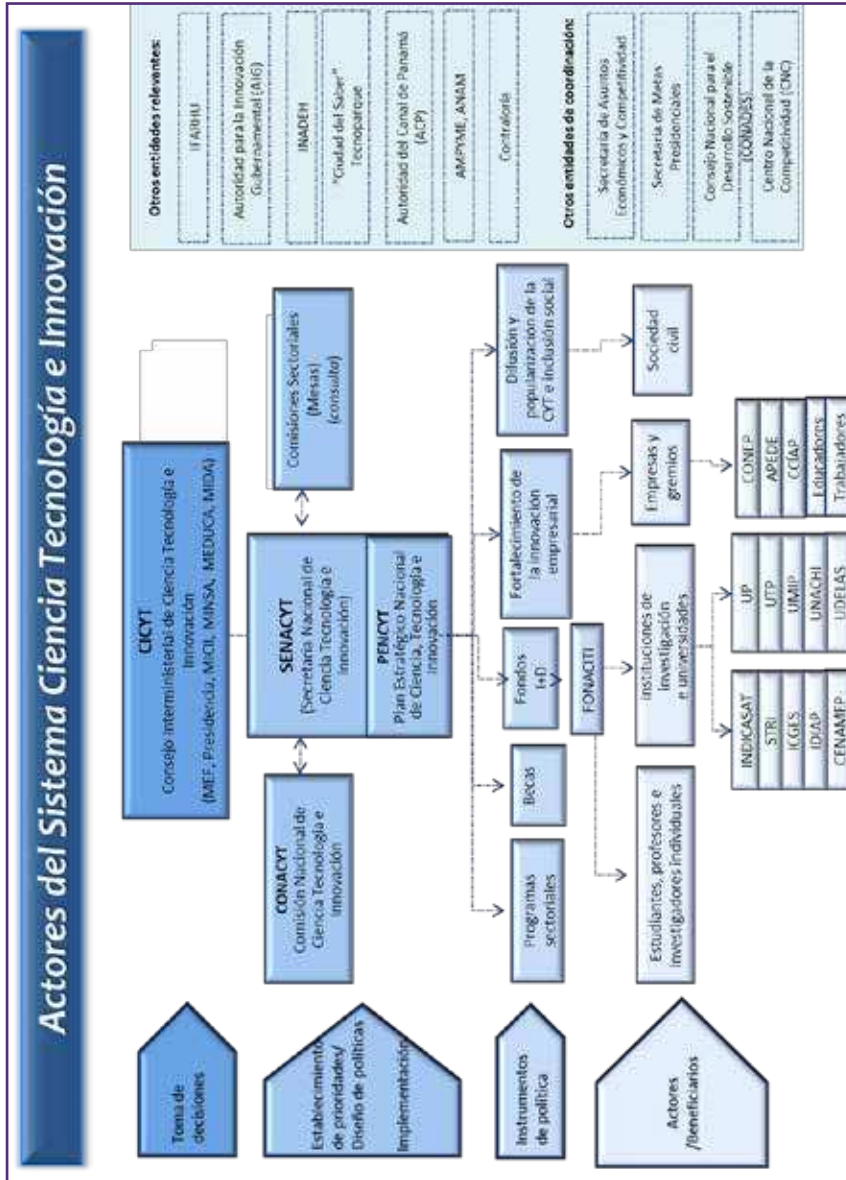 Actores del Sistema Ciencia Tecnología e Innovación
Toma de
decisiones
CICYT
Consejo Interministerial de Ciencia Tecnología e
Innovación
(MEF, Presidencia, MICIL, MINSA, MEDUCA, MIDA)
Establecimiento
de prioridades/
Diseño de políticas
Implementación
CONACYT
Comisión Nacional de
Ciencia Tecnología e
Innovación
SENACYT
(Secretaría Nacional de
Ciencia Tecnología e
Innovación)
PENCYT
Plan Estratégico Nacional
de Ciencia, Tecnología e
Innovación
Comisiones Sectoriales
(Mesas)
(consulta)
Instrumentos
de política
Programas
sectoriales
Becas
Fondos
I+D
Fortalecimiento de
la innovación
empresarial
Difusión y
popularización de la
CYT e inclusión social
FONACITI
Actores
/Beneficiarios
Estudiantes, profesores e
investigadores individuales
Instituciones de
investigación
e universidades
Empresas y
gremios
Sociedad
civil
INDICASAT
STRI
ICGES
IDIAP
CENAMEP
UP
UTP
UMIP
UNACHI
UDELAS
CONEP
APEDE
CCIAP
Educadores
Trabajadores
Otros entidades relevantes:
IFARHU
Autoridad para la Innovación
Gubernamental (AIG)
INADEH
"Ciudad del Saber"
Tecnoparque
Autoridad del Canal de Panamá
(ACP)
AMPYME, ANAM
Contraloría
Otros entidades de coordinación:
Secretaría de Asuntos
Económicos y Competitividad
Secretaría de Metas
Presidenciales
Consejo Nacional para el
Desarrollo Sostenible
(CONADES)
Centro Nacional de la
Competitividad (CNC)